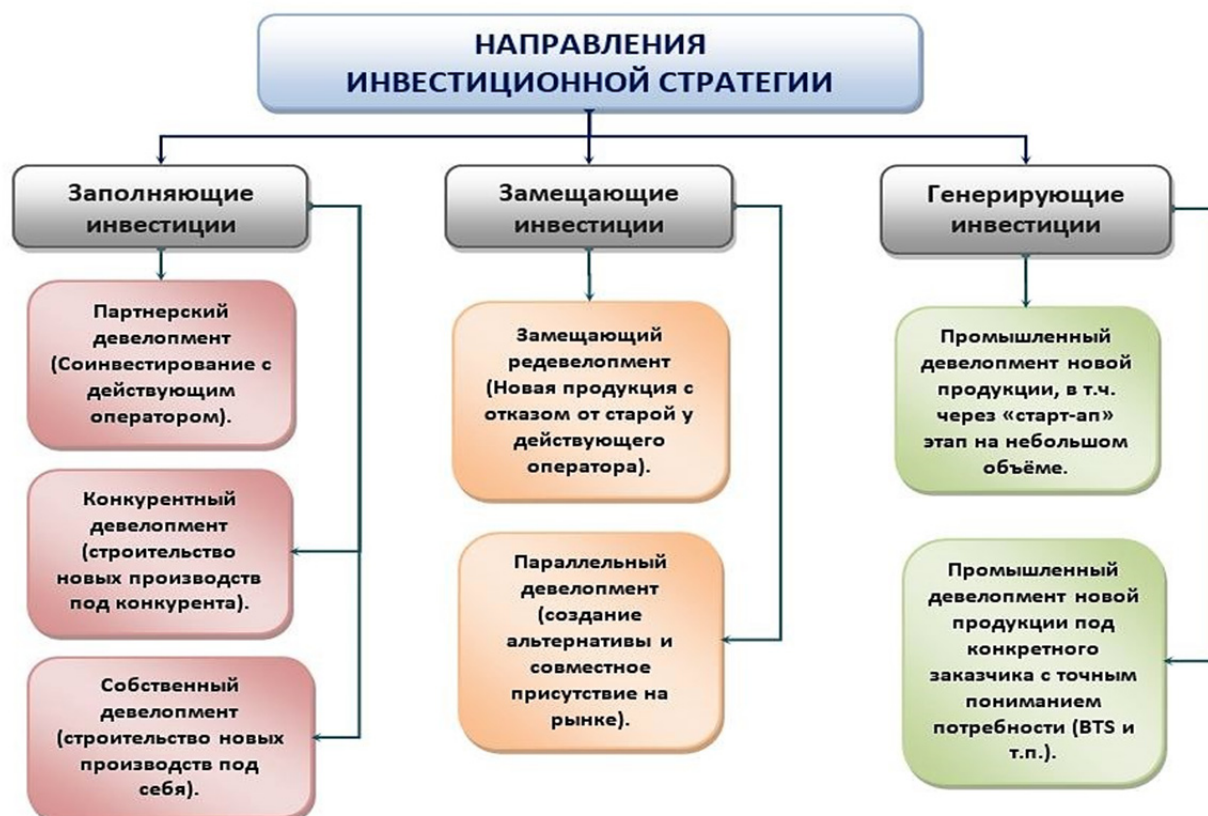 НАПРАВЛЕНИЯ
ИНВЕСТИЦИОННОЙ СТРАТЕГИИ
Заполняющие
инвестиции
Партнерский
девелопмент
(Соинвестирование с
действующим
оператором).
Конкурентный
девелопмент
(строительство
новых производств
под конкурента).
Собственный
девелопмент
(строительство новых
производств под
себя).
Замещающие
инвестиции
Замещающий
редевелопмент
(Новая продукция с
отказом от старой у
действующего
оператора).
Параллельный
девелопмент
(создание
альтернативы и
совместное
присутствие на
рынке).
Генерирующие
инвестиции
Промышленный
девелопмент новой
продукции, в т.ч.
через «старт-ап»
этап на небольшом
объёме.
Промышленный
девелопмент новой
продукции под
конкретного
заказчика с точным
пониманием
потребности (BTS и
т.п.).